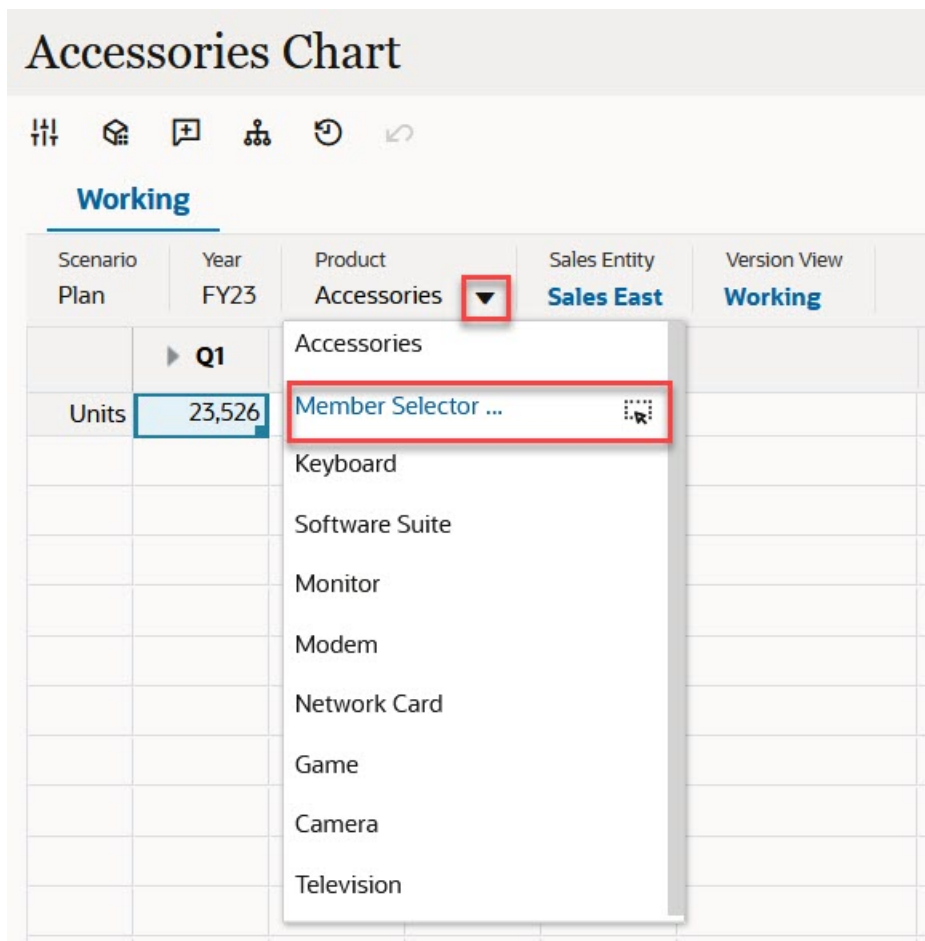 Accessories Chart
Working
Scenario Year Product Sales Entity Version View
Plan FY23 Accessories Sales East Working
Accessories
Q1
Member Selector ...
Units 23,526
Keyboard
Software Suite
Monitor
Modem
Network Card
Game
Camera
Television